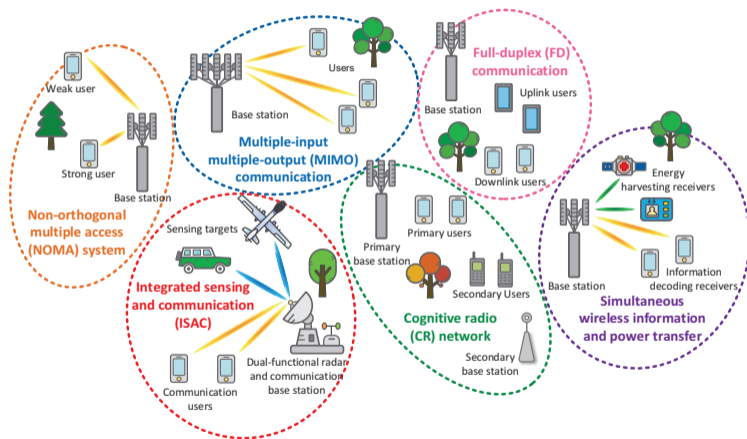 Weak user
Strong user
Base station
Non-orthogonal
multiple access
(NOMA) system
Users
Base station
Multiple-input
multiple-output (MIMO)
communication
Full-duplex (FD)
communication
Base station
Uplink users
Downlink users
Sensing targets
Integrated sensing
and communication
(ISAC)
Communication
users
Dual-functional radar
and communication
base station
Primary
base station
Primary users
Secondary Users
Cognitive radio
(CR) network
Secondary
base station
Energy
harvesting receivers
Base station
Information
decoding receivers
Simultaneous
wireless information
and power transfer